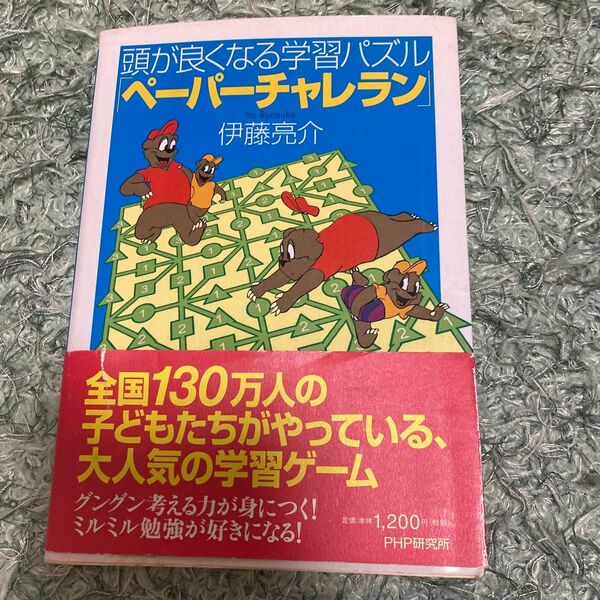 頭が良くなる学習パズル
「ペーパーチャレラン」
Ito Kyosuke
伊藤亮介
全国130万人の
子どもたちがやっている、
大人気の学習ゲーム
グングン考える力が身につく!
ミルミル勉強が好きになる!
定価:本体1,200円(税別)
PHP研究所